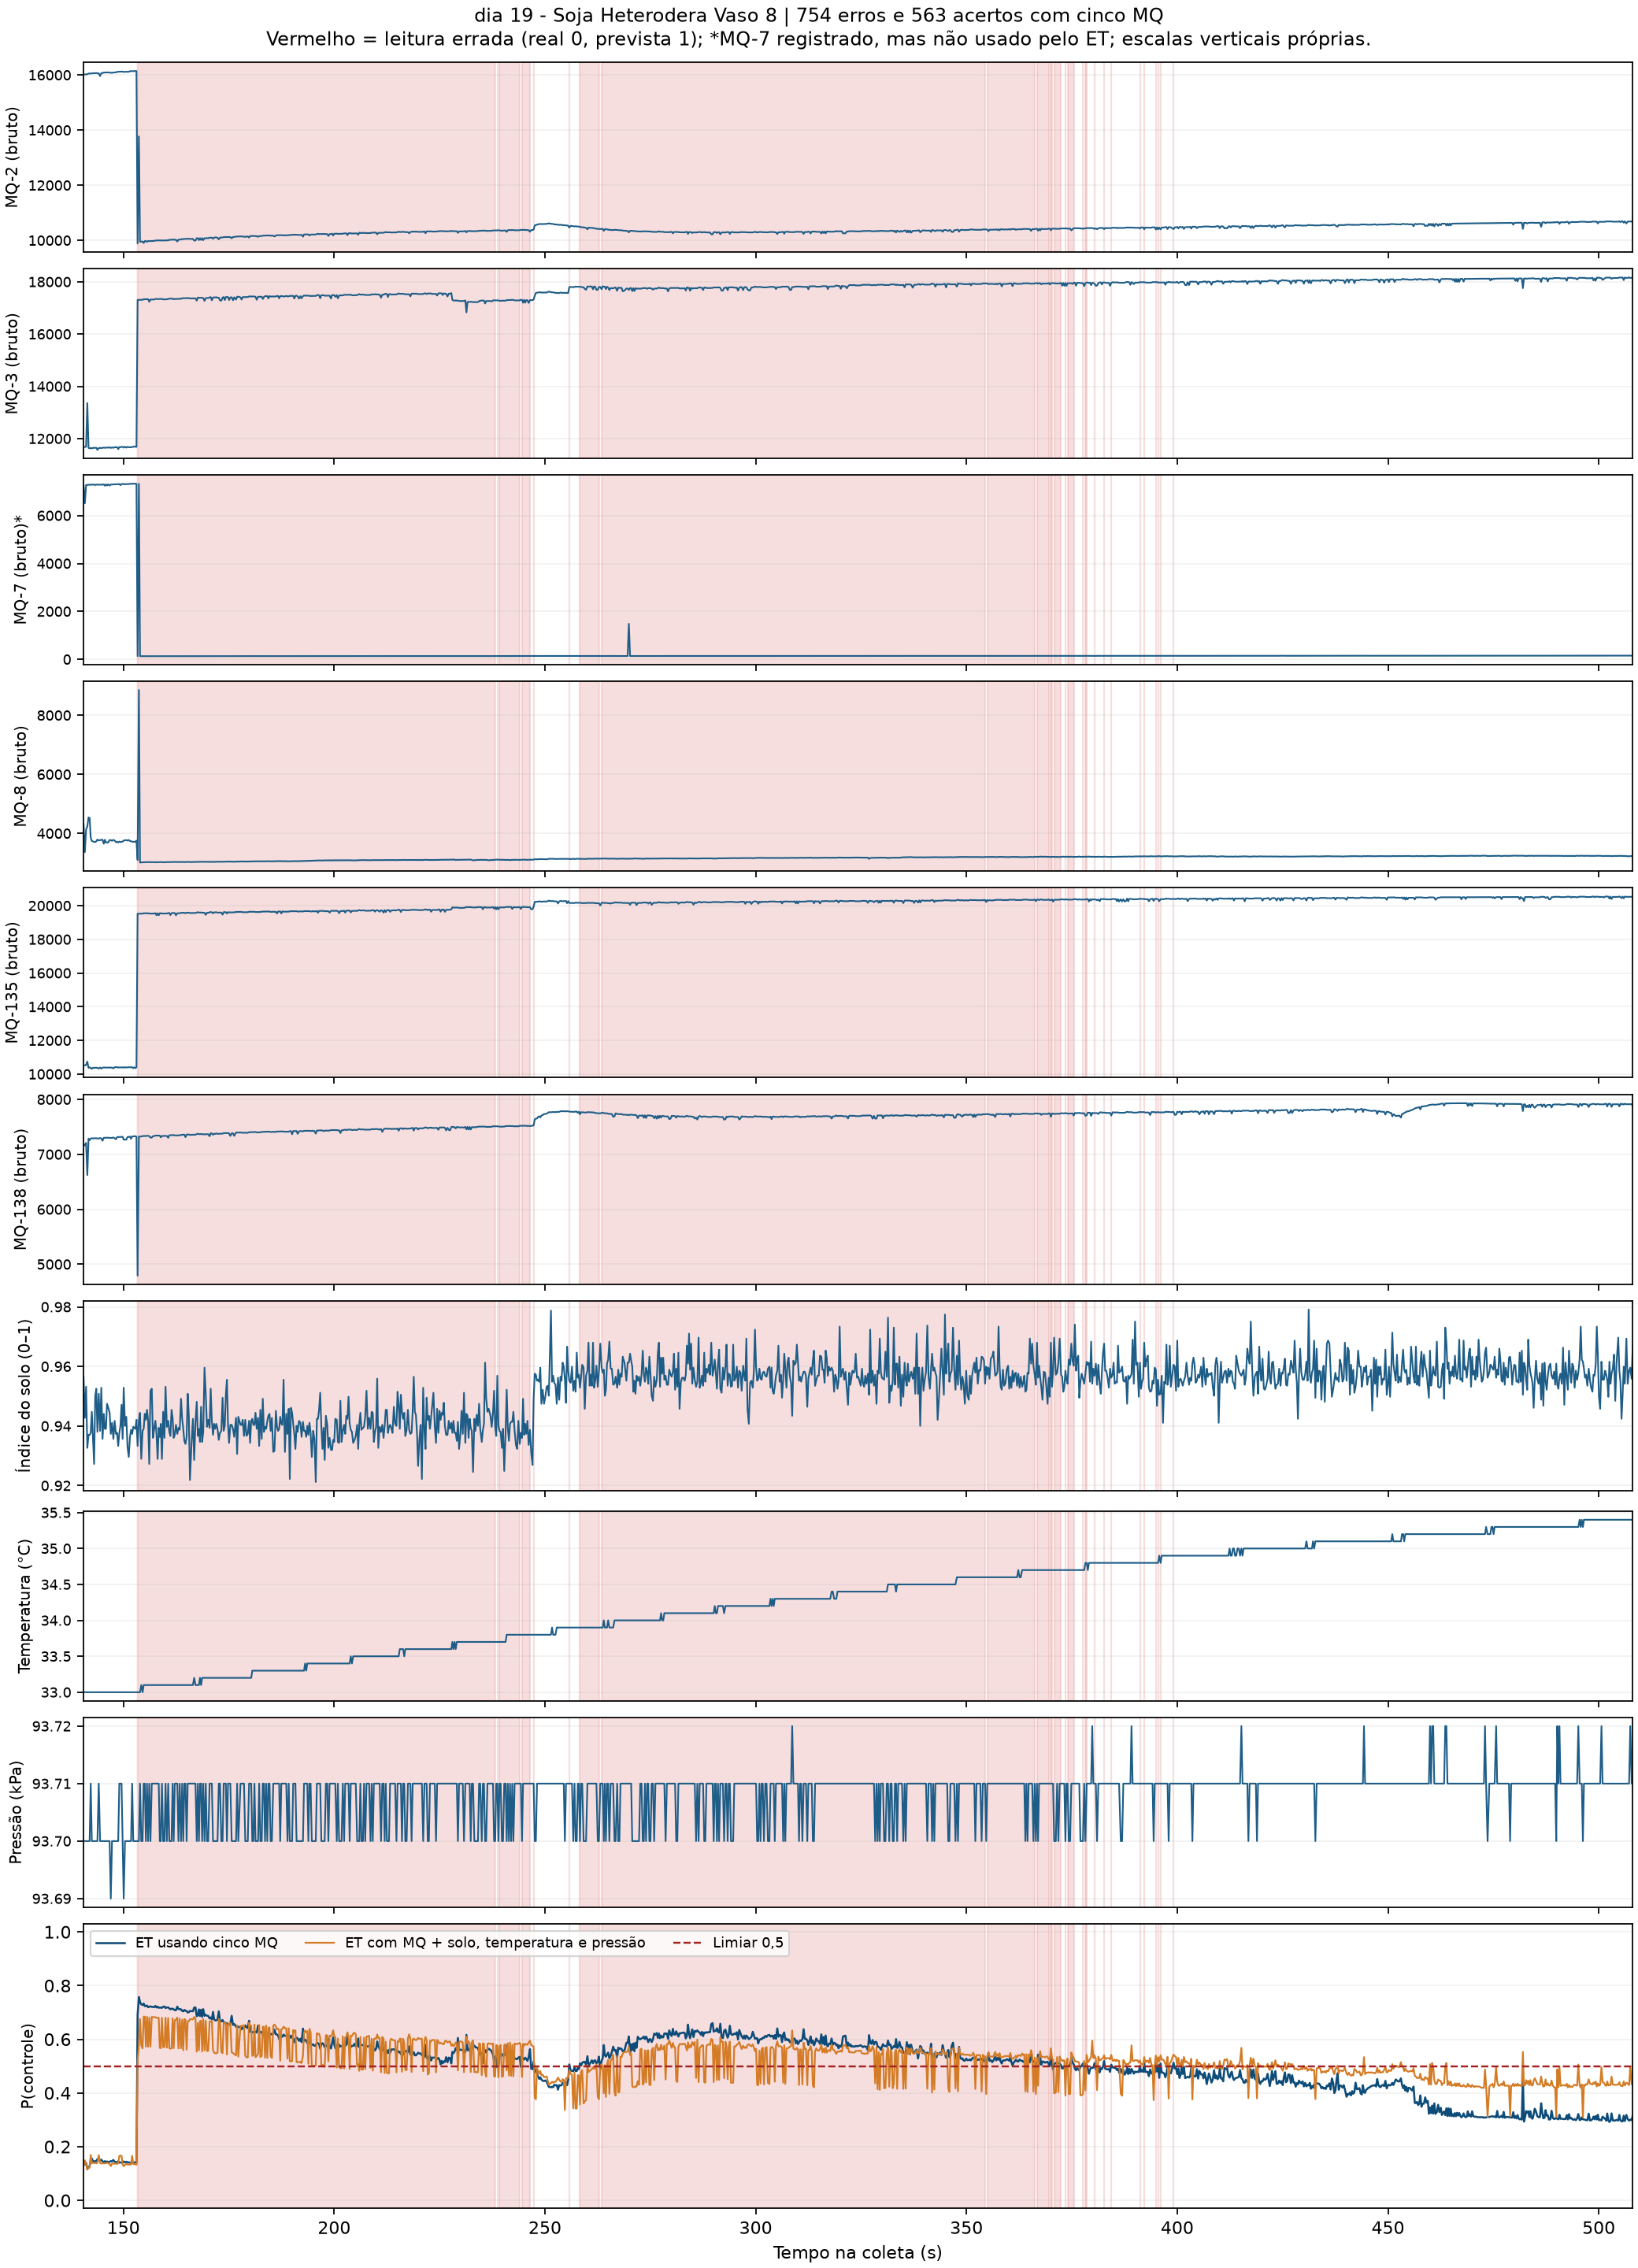 dia 19 - Soja Heterodera Vaso 8 | 754 erros e 563 acertos com cinco MQ
Vermelho = leitura errada (real 0, prevista 1); *MQ-7 registrado, mas não usado pelo ET; escalas verticais próprias.
MQ-2 (bruto)
16000
14000
12000
10000
MQ-3 (bruto)
18000
16000
14000
12000
MQ-7 (bruto)*
6000
4000
2000
0
MQ-8 (bruto)
8000
6000
4000
MQ-135 (bruto)
20000
18000
16000
14000
12000
10000
MQ-138 (bruto)
8000
7000
6000
5000
Índice do solo (0–1)
0.98
0.96
0.94
0.92
Temperatura (°C)
35.5
35.0
34.5
34.0
33.5
33.0
Pressão (kPa)
93.72
93.71
93.70
93.69
P(controle)
1.0
0.8
0.6
0.4
0.2
0.0
ET usando cinco MQ
ET com MQ + solo, temperatura e pressão
Limiar 0,5
150 200 250 300 350 400 450 500
Tempo na coleta (s)